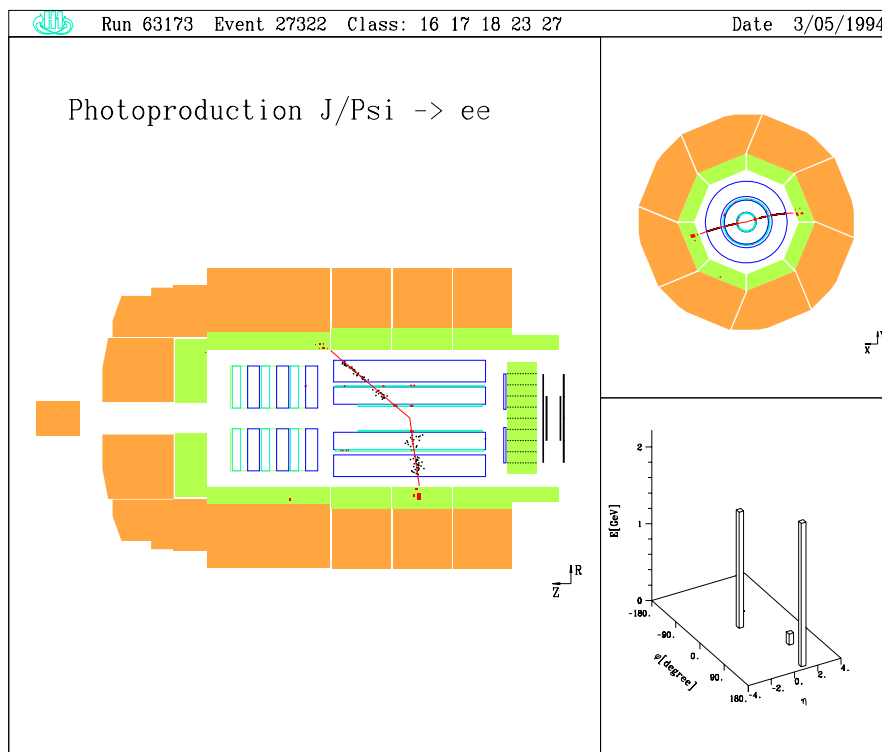 Run 63173 Event 27322 Class: 16 17 18 23 27 Date 3/05/1994
Photoproduction J/Psi -> ee
R
Z
X
E[GeV]
2
1
0
-180.
-90.
0.
90.
180.
φ[degree]
-4.
-2.
0.
2.
4.
η